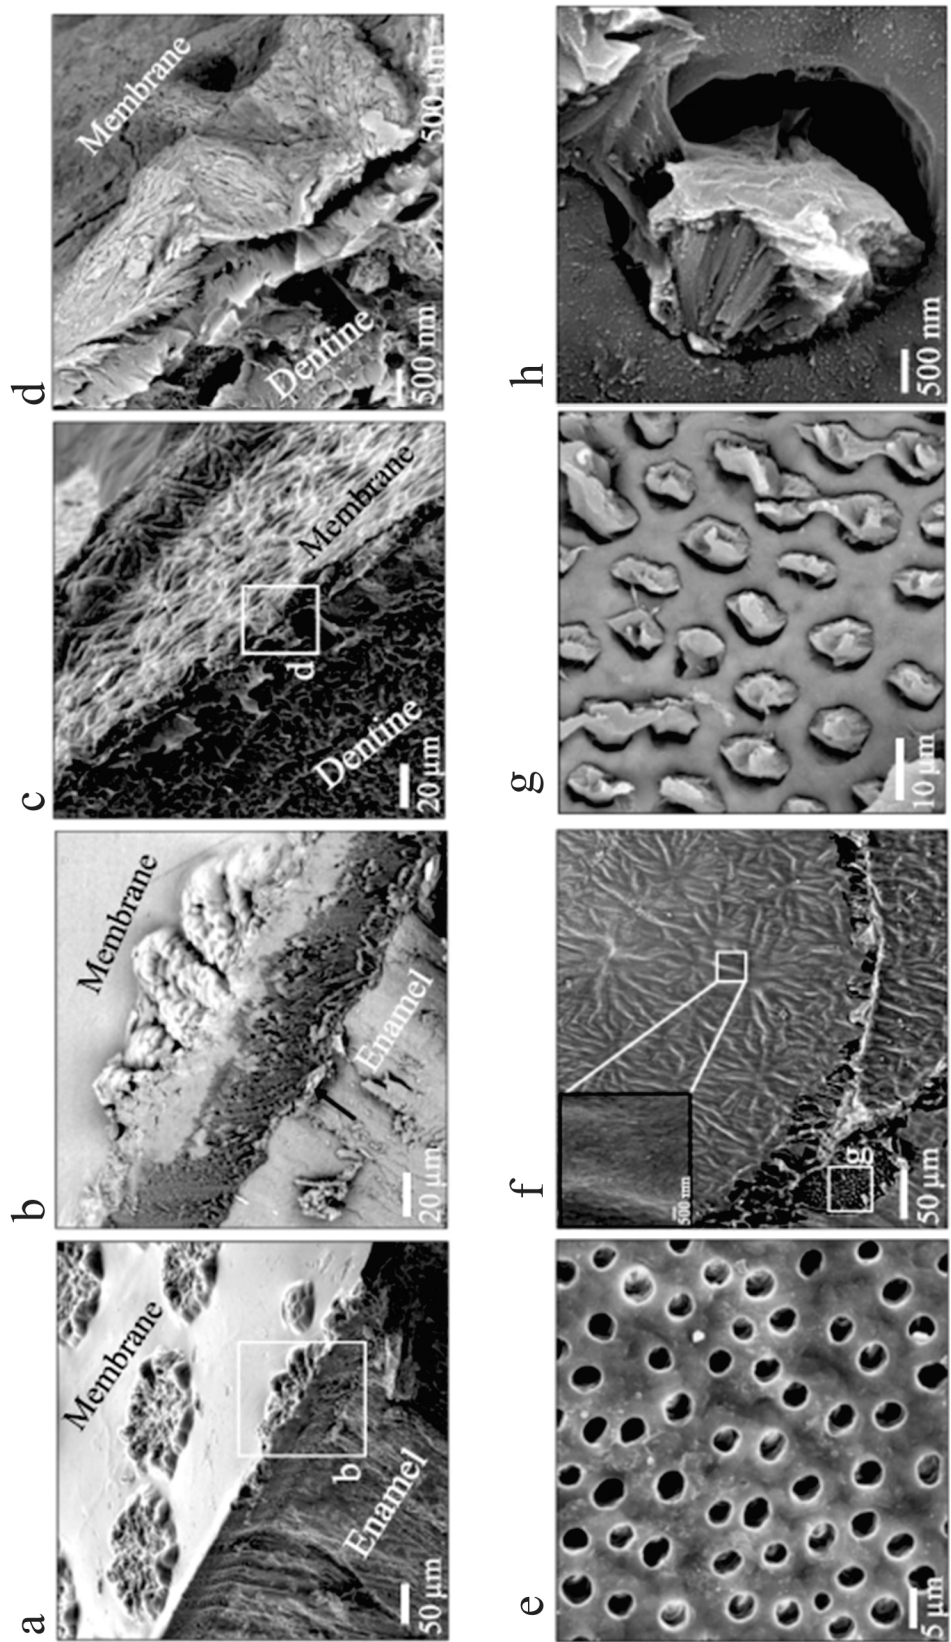 a
Membrane
b
Enamel
50 μm
b
Membrane
Enamel
20 μm
c
Membrane
d
Dentine
20 μm
d
Membrane
Dentine
500 nm
500 μm
e
5 μm
f
500 nm
g
50 μm
g
10 μm
h
500 nm